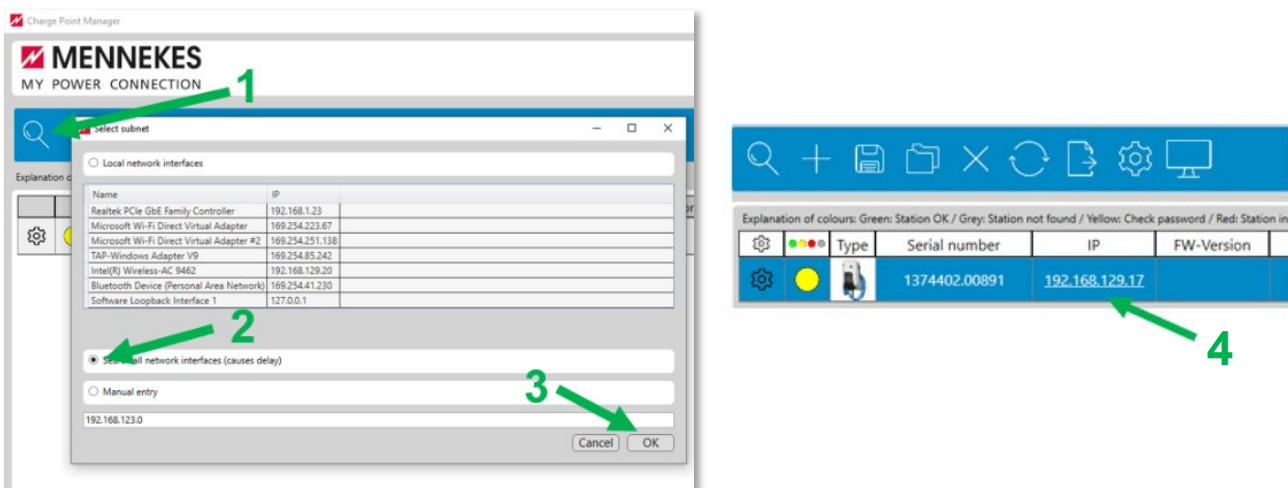 Charge Point Manager
MENNEKES
MY POWER CONNECTION
1
Select subnet
Local network interfaces
Explanation
Name IP
Realtek PCIe GbE Family Controller 192.168.1.23
Microsoft Wi-Fi Direct Virtual Adapter 169.254.223.67
Microsoft Wi-Fi Direct Virtual Adapter #2 169.254.251.138
TAP-Windows Adapter V9 169.254.85.242
Intel(R) Wireless-AC 9462 192.168.129.20
Bluetooth Device (Personal Area Network) 169.254.41.230
Software Loopback Interface 1 127.0.0.1
2
all network interfaces (causes delay)
Manual entry
3
192.168.123.0
Cancel OK
Explanation of colours: Green: Station OK / Grey: Station not found / Yellow: Check password / Red: Station in
Type Serial number IP FW-Version
1374402.00891 192.168.129.17
4